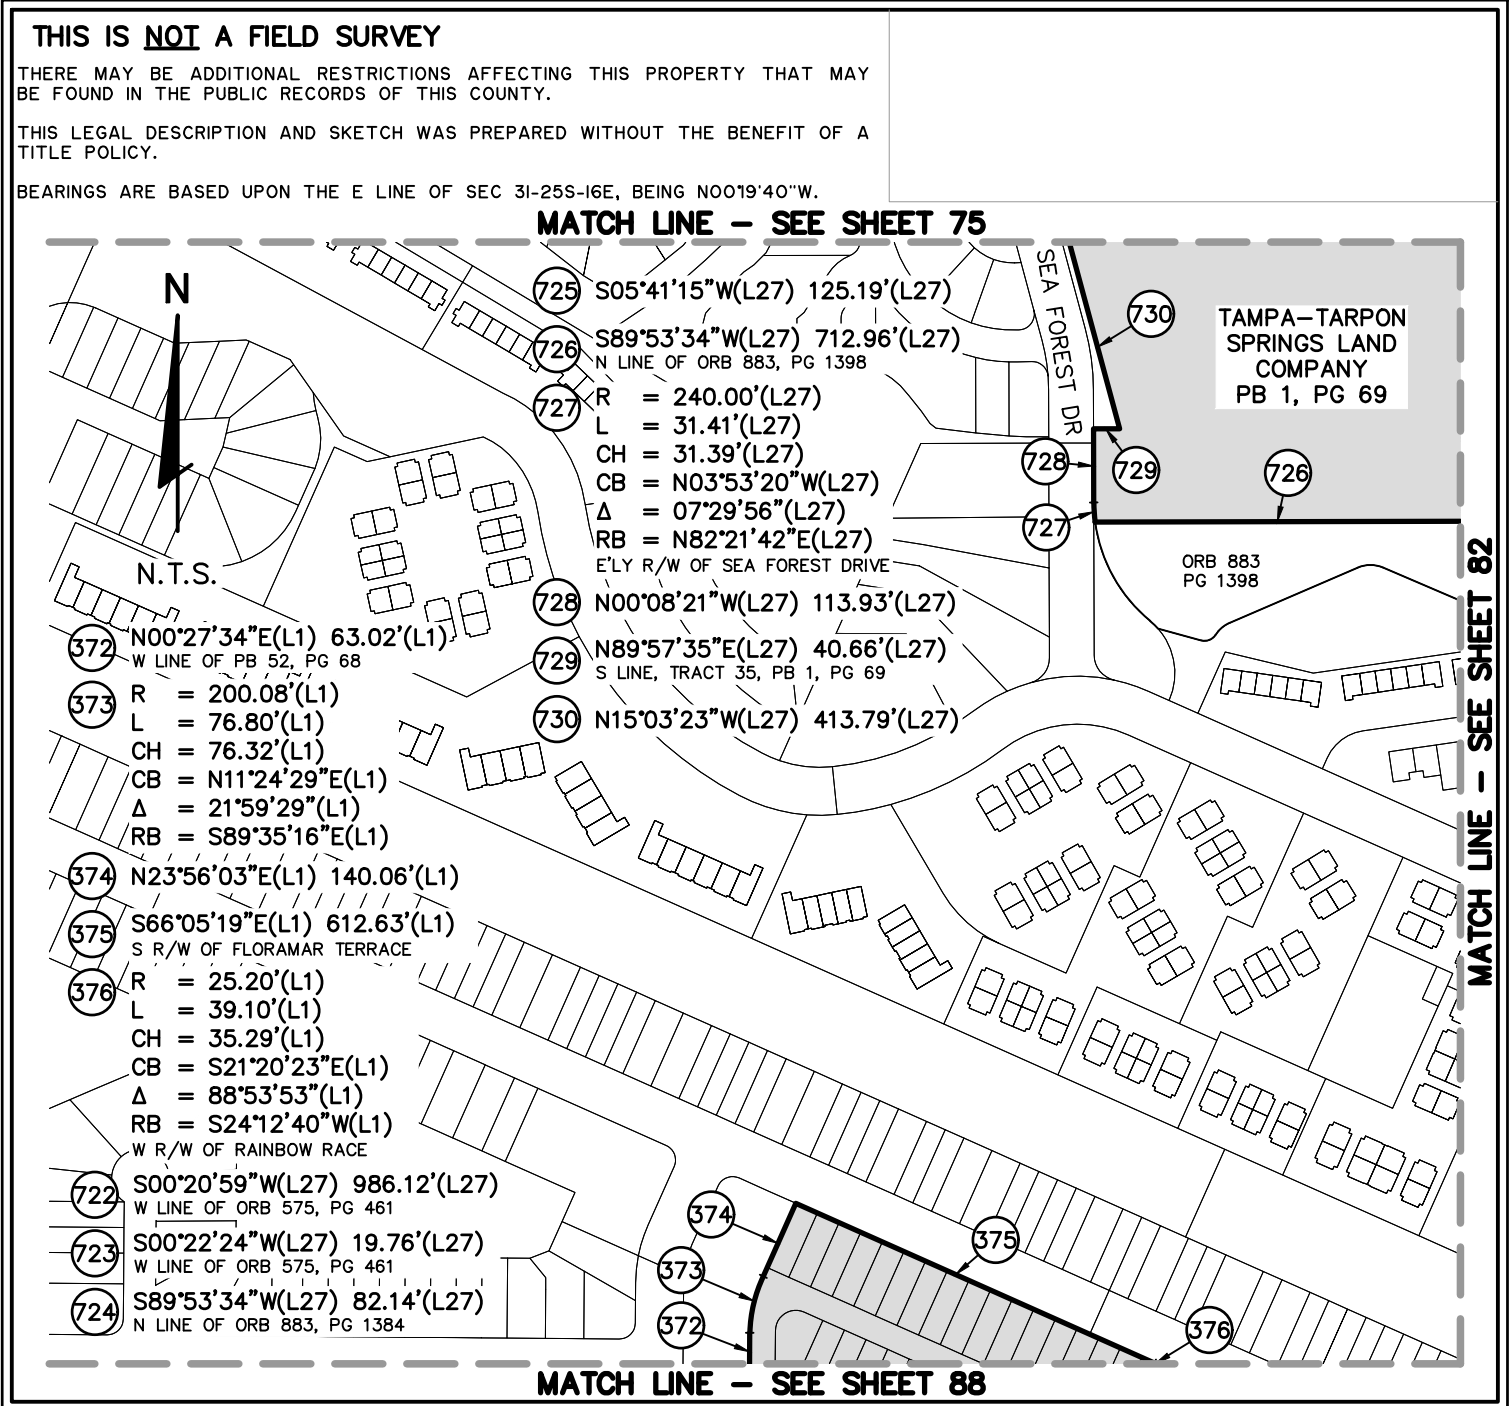 THIS IS NOT A FIELD SURVEY
THERE MAY BE ADDITIONAL RESTRICTIONS AFFECTING THIS PROPERTY THAT MAY
BE FOUND IN THE PUBLIC RECORDS OF THIS COUNTY.
THIS LEGAL DESCRIPTION AND SKETCH WAS PREPARED WITHOUT THE BENEFIT OF A
TITLE POLICY.
BEARINGS ARE BASED UPON THE E LINE OF SEC 31-25S-16E, BEING N00°19'40"W.
MATCH LINE - SEE SHEET 75
N
N.T.S.
372 N00°27'34"E(L1) 63.02'(L1)
W LINE OF PB 52, PG 68
373 R = 200.08'(L1)
L = 76.80'(L1)
CH = 76.32'(L1)
CB = N11°24'29"E(L1)
Δ = 21°59'29"(L1)
RB = S89°35'16"E(L1)
374 N23°56'03"E(L1) 140.06'(L1)
375 S66°05'19"E(L1) 612.63'(L1)
S R/W OF FLORAMAR TERRACE
376 R = 25.20'(L1)
L = 39.10'(L1)
CH = 35.29'(L1)
CB = S21°20'23"E(L1)
Δ = 88°53'53"(L1)
RB = S24°12'40"W(L1)
W R/W OF RAINBOW RACE
722 S00°20'59"W(L27) 986.12'(L27)
W LINE OF ORB 575, PG 461
723 S00°22'24"W(L27) 19.76'(L27)
W LINE OF ORB 575, PG 461
724 S89°53'34"W(L27) 82.14'(L27)
N LINE OF ORB 883, PG 1384
725 S05°41'15"W(L27) 125.19'(L27)
726 S89°53'34"W(L27) 712.96'(L27)
N LINE OF ORB 883, PG 1398
727 R = 240.00'(L27)
L = 31.41'(L27)
CH = 31.39'(L27)
CB = N03°53'20"W(L27)
Δ = 07°29'56"(L27)
RB = N82°21'42"E(L27)
E'LY R/W OF SEA FOREST DRIVE
728 N00°08'21"W(L27) 113.93'(L27)
729 N89°57'35"E(L27) 40.66'(L27)
S LINE, TRACT 35, PB 1, PG 69
730 N15°03'23"W(L27) 413.79'(L27)
SEA FOREST DR
730
TAMPA-TARPON
SPRINGS LAND
COMPANY
PB 1, PG 69
728
729
726
727
ORB 883
PG 1398
MATCH LINE - SEE SHEET 82
374
375
373
372
376
MATCH LINE - SEE SHEET 88